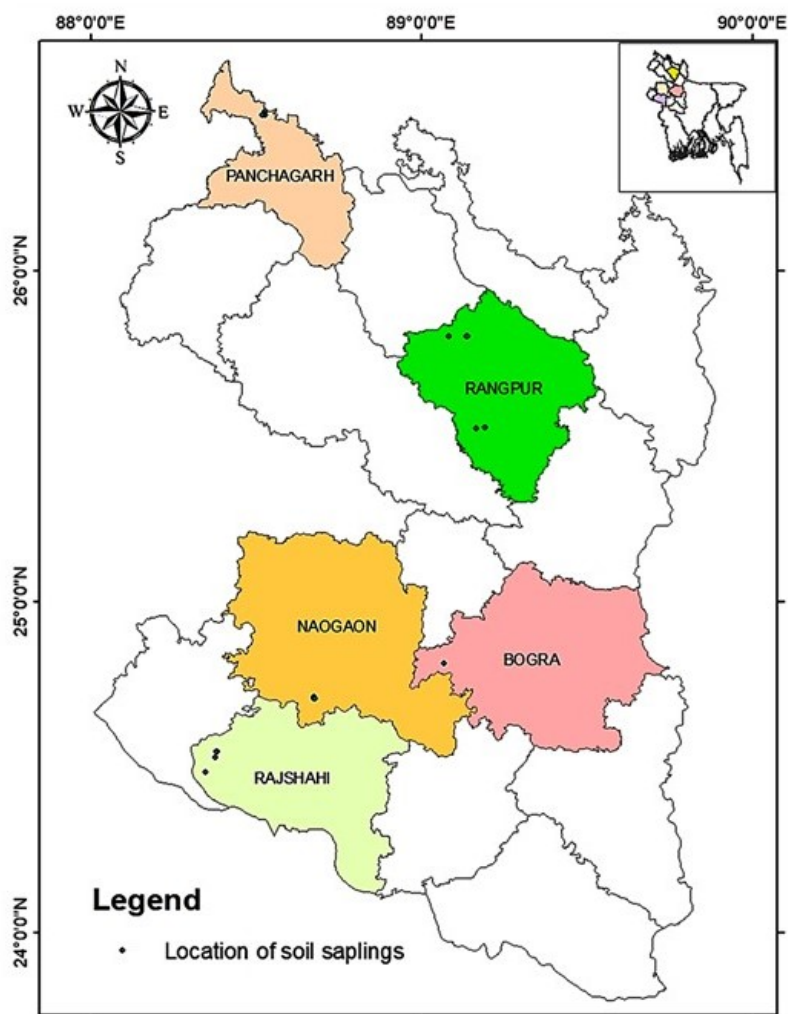 88°0'0"E
89°0'0"E
90°0'0"E
N
W
E
S
PANCHAGARH
26°0'0"N
RANGPUR
25°0'0"N
NAOGAON
BOGRA
RAJSHAHI
Legend
24°0'0"N
Location of soil saplings